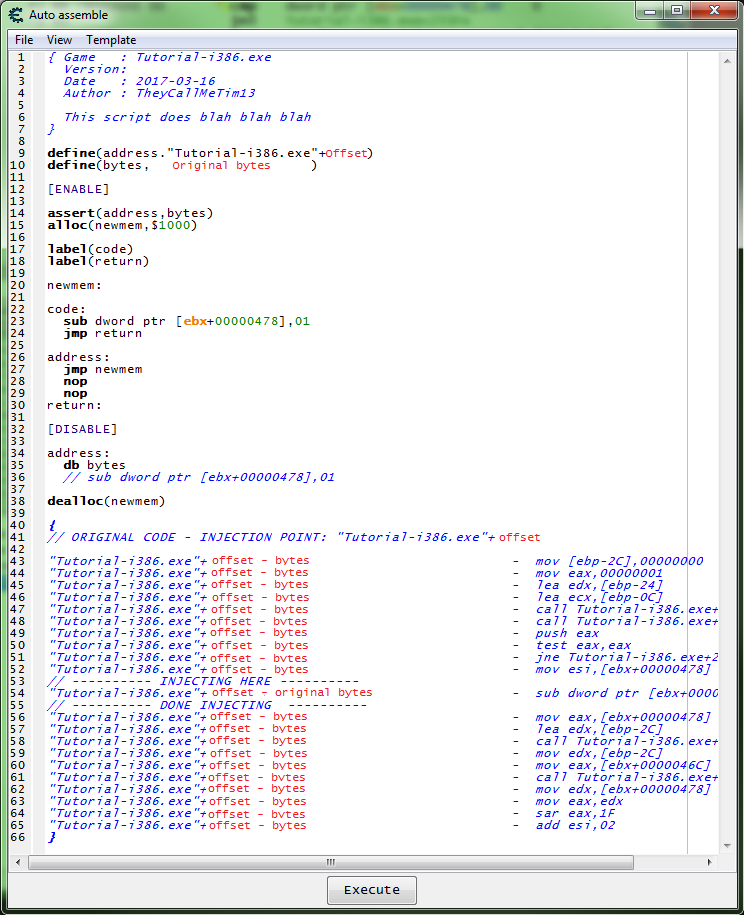 Auto assemble
File View Template
1 { Game   : Tutorial-i386.exe
2   Version:
3   Date   : 2017-03-16
4   Author : TheyCallMeTim13
5
6   This script does blah blah blah
7 }
8
9 define(address."Tutorial-i386.exe"+Offset)
10 define(bytes,   Original bytes     )
11
12 [ENABLE]
13
14 assert(address,bytes)
15 alloc(newmem,$1000)
16
17 label(code)
18 label(return)
19
20 newmem:
21
22 code:
23   sub dword ptr [ebx+00000478],01
24   jmp return
25
26 address:
27   jmp newmem
28   nop
29   nop
30 return:
31
32 [DISABLE]
33
34 address:
35   db bytes
36   // sub dword ptr [ebx+00000478],01
37
38 dealloc(newmem)
39
40 {
41 // ORIGINAL CODE - INJECTION POINT: "Tutorial-i386.exe"+ offset
42
43 "Tutorial-i386.exe"+ offset - bytes - mov [ebp-2C],00000000
44 "Tutorial-i386.exe"+ offset - bytes - mov eax,00000001
45 "Tutorial-i386.exe"+ offset - bytes - lea edx,[ebp-24]
46 "Tutorial-i386.exe"+ offset - bytes - lea ecx,[ebp-0C]
47 "Tutorial-i386.exe"+ offset - bytes - call Tutorial-i386.exe+
48 "Tutorial-i386.exe"+ offset - bytes - call Tutorial-i386.exe+
49 "Tutorial-i386.exe"+ offset - bytes - push eax
50 "Tutorial-i386.exe"+ offset - bytes - test eax,eax
51 "Tutorial-i386.exe"+ offset - bytes - jne Tutorial-i386.exe+2
52 "Tutorial-i386.exe"+ offset - bytes - mov esi,[ebx+00000478]
53 // ---------- INJECTING HERE ----------
54 "Tutorial-i386.exe"+ offset - original bytes - sub dword ptr [ebx+0000
55 // ---------- DONE INJECTING  ----------
56 "Tutorial-i386.exe"+ offset - bytes - mov eax,[ebx+00000478]
57 "Tutorial-i386.exe"+ offset - bytes - lea edx,[ebp-2C]
58 "Tutorial-i386.exe"+ offset - bytes - call Tutorial-i386.exe+
59 "Tutorial-i386.exe"+ offset - bytes - mov edx,[ebp-2C]
60 "Tutorial-i386.exe"+ offset - bytes - mov eax,[ebx+0000046C]
61 "Tutorial-i386.exe"+ offset - bytes - call Tutorial-i386.exe+
62 "Tutorial-i386.exe"+ offset - bytes - mov edx,[ebx+00000478]
63 "Tutorial-i386.exe"+ offset - bytes - mov eax,edx
64 "Tutorial-i386.exe"+ offset - bytes - sar eax,1F
65 "Tutorial-i386.exe"+ offset - bytes - add esi,02
66 }
Execute